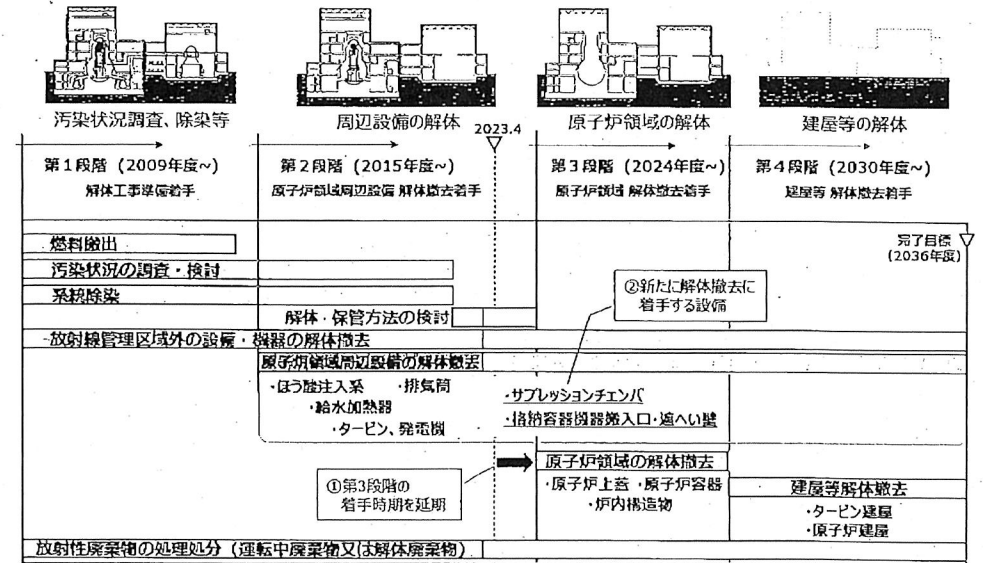 汚染状況調査、除染等
周辺設備の解体
2023.4
原子炉領域の解体
建屋等の解体
第1段階(2009年度~)
解体工事準備着手
第2段階(2015年度~)
原子炉領域周辺設備 解体撤去着手
第3段階(2024年度~)
原子炉領域 解体撤去着手
第4段階(2030年度~)
建屋等 解体撤去着手
完了目標
(2036年度)
燃料搬出
汚染状況の調査・検討
系統除染
解体・保管方法の検討
②新たに解体撤去に
着手する設備
放射線管理区域外の設備・機器の解体撤去
原子炉領域周辺設備の解体撤去
・ほう酸注入系
・排気筒
・給水加熱器
・タービン、発電機
・サプレッションチェンバ
・格納容器機器搬入口・遮へい壁
①第3段階の
着手時期を延期
原子炉領域の解体撤去
・原子炉上蓋
・原子炉容器
・炉内構造物
建屋等解体撤去
・タービン建屋
・原子炉建屋
放射性廃棄物の処理処分(運転中廃棄物又は解体廃棄物)